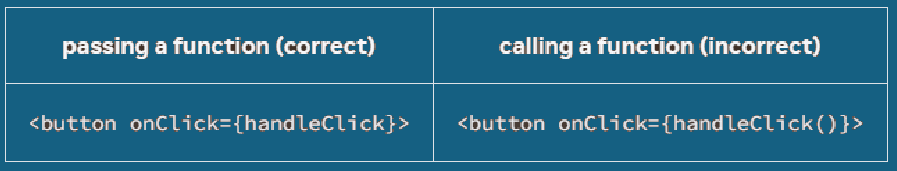 passing a function (correct)
calling a function (incorrect)
<button onClick={handleClick}>
<button onClick={handleClick()}>